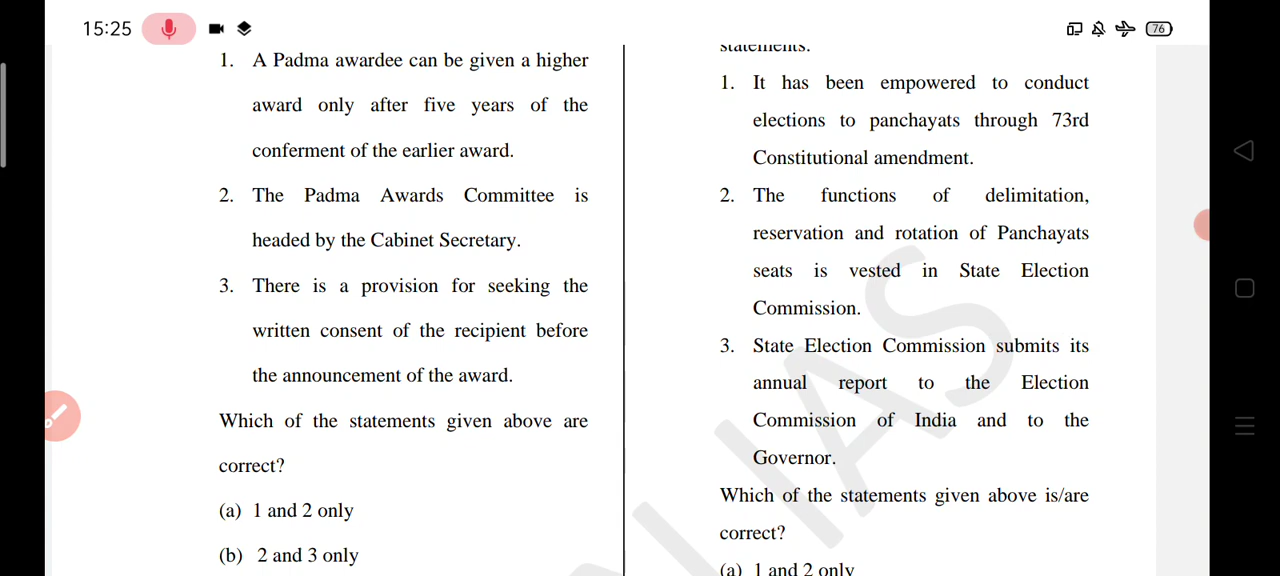 15:25
76
1. A Padma awardee can be given a higher
award only after five years of the
conferment of the earlier award.
2. The Padma Awards Committee is
headed by the Cabinet Secretary.
3. There is a provision for seeking the
written consent of the recipient before
the announcement of the award.
Which of the statements given above are
correct?
(a) 1 and 2 only
(b) 2 and 3 only
statements.
1. It has been empowered to conduct
elections to panchayats through 73rd
Constitutional amendment.
2. The functions of delimitation,
reservation and rotation of Panchayats
seats is vested in State Election
Commission.
3. State Election Commission submits its
annual report to the Election
Commission of India and to the
Governor.
Which of the statements given above is/are
correct?
(a) 1 and 2 only
IAS